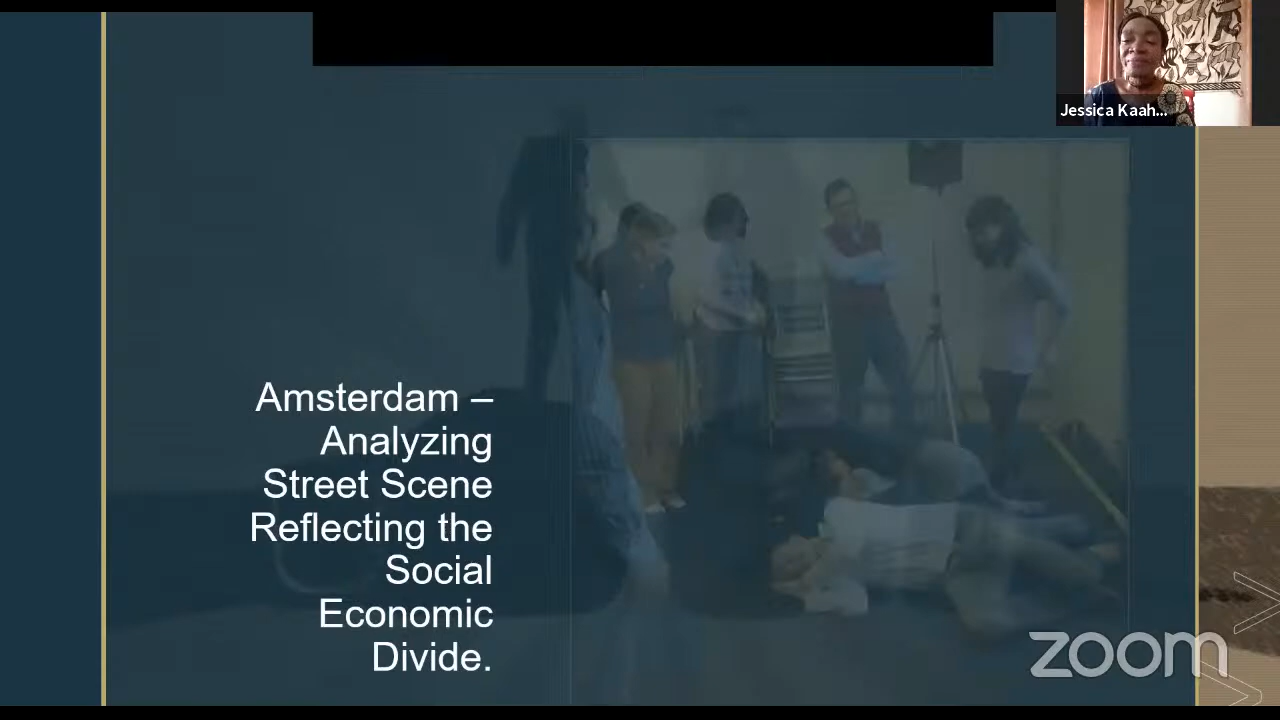 Jessica Kaah...
Amsterdam –
Analyzing
Street Scene
Reflecting the
Social
Economic
Divide.
zoom